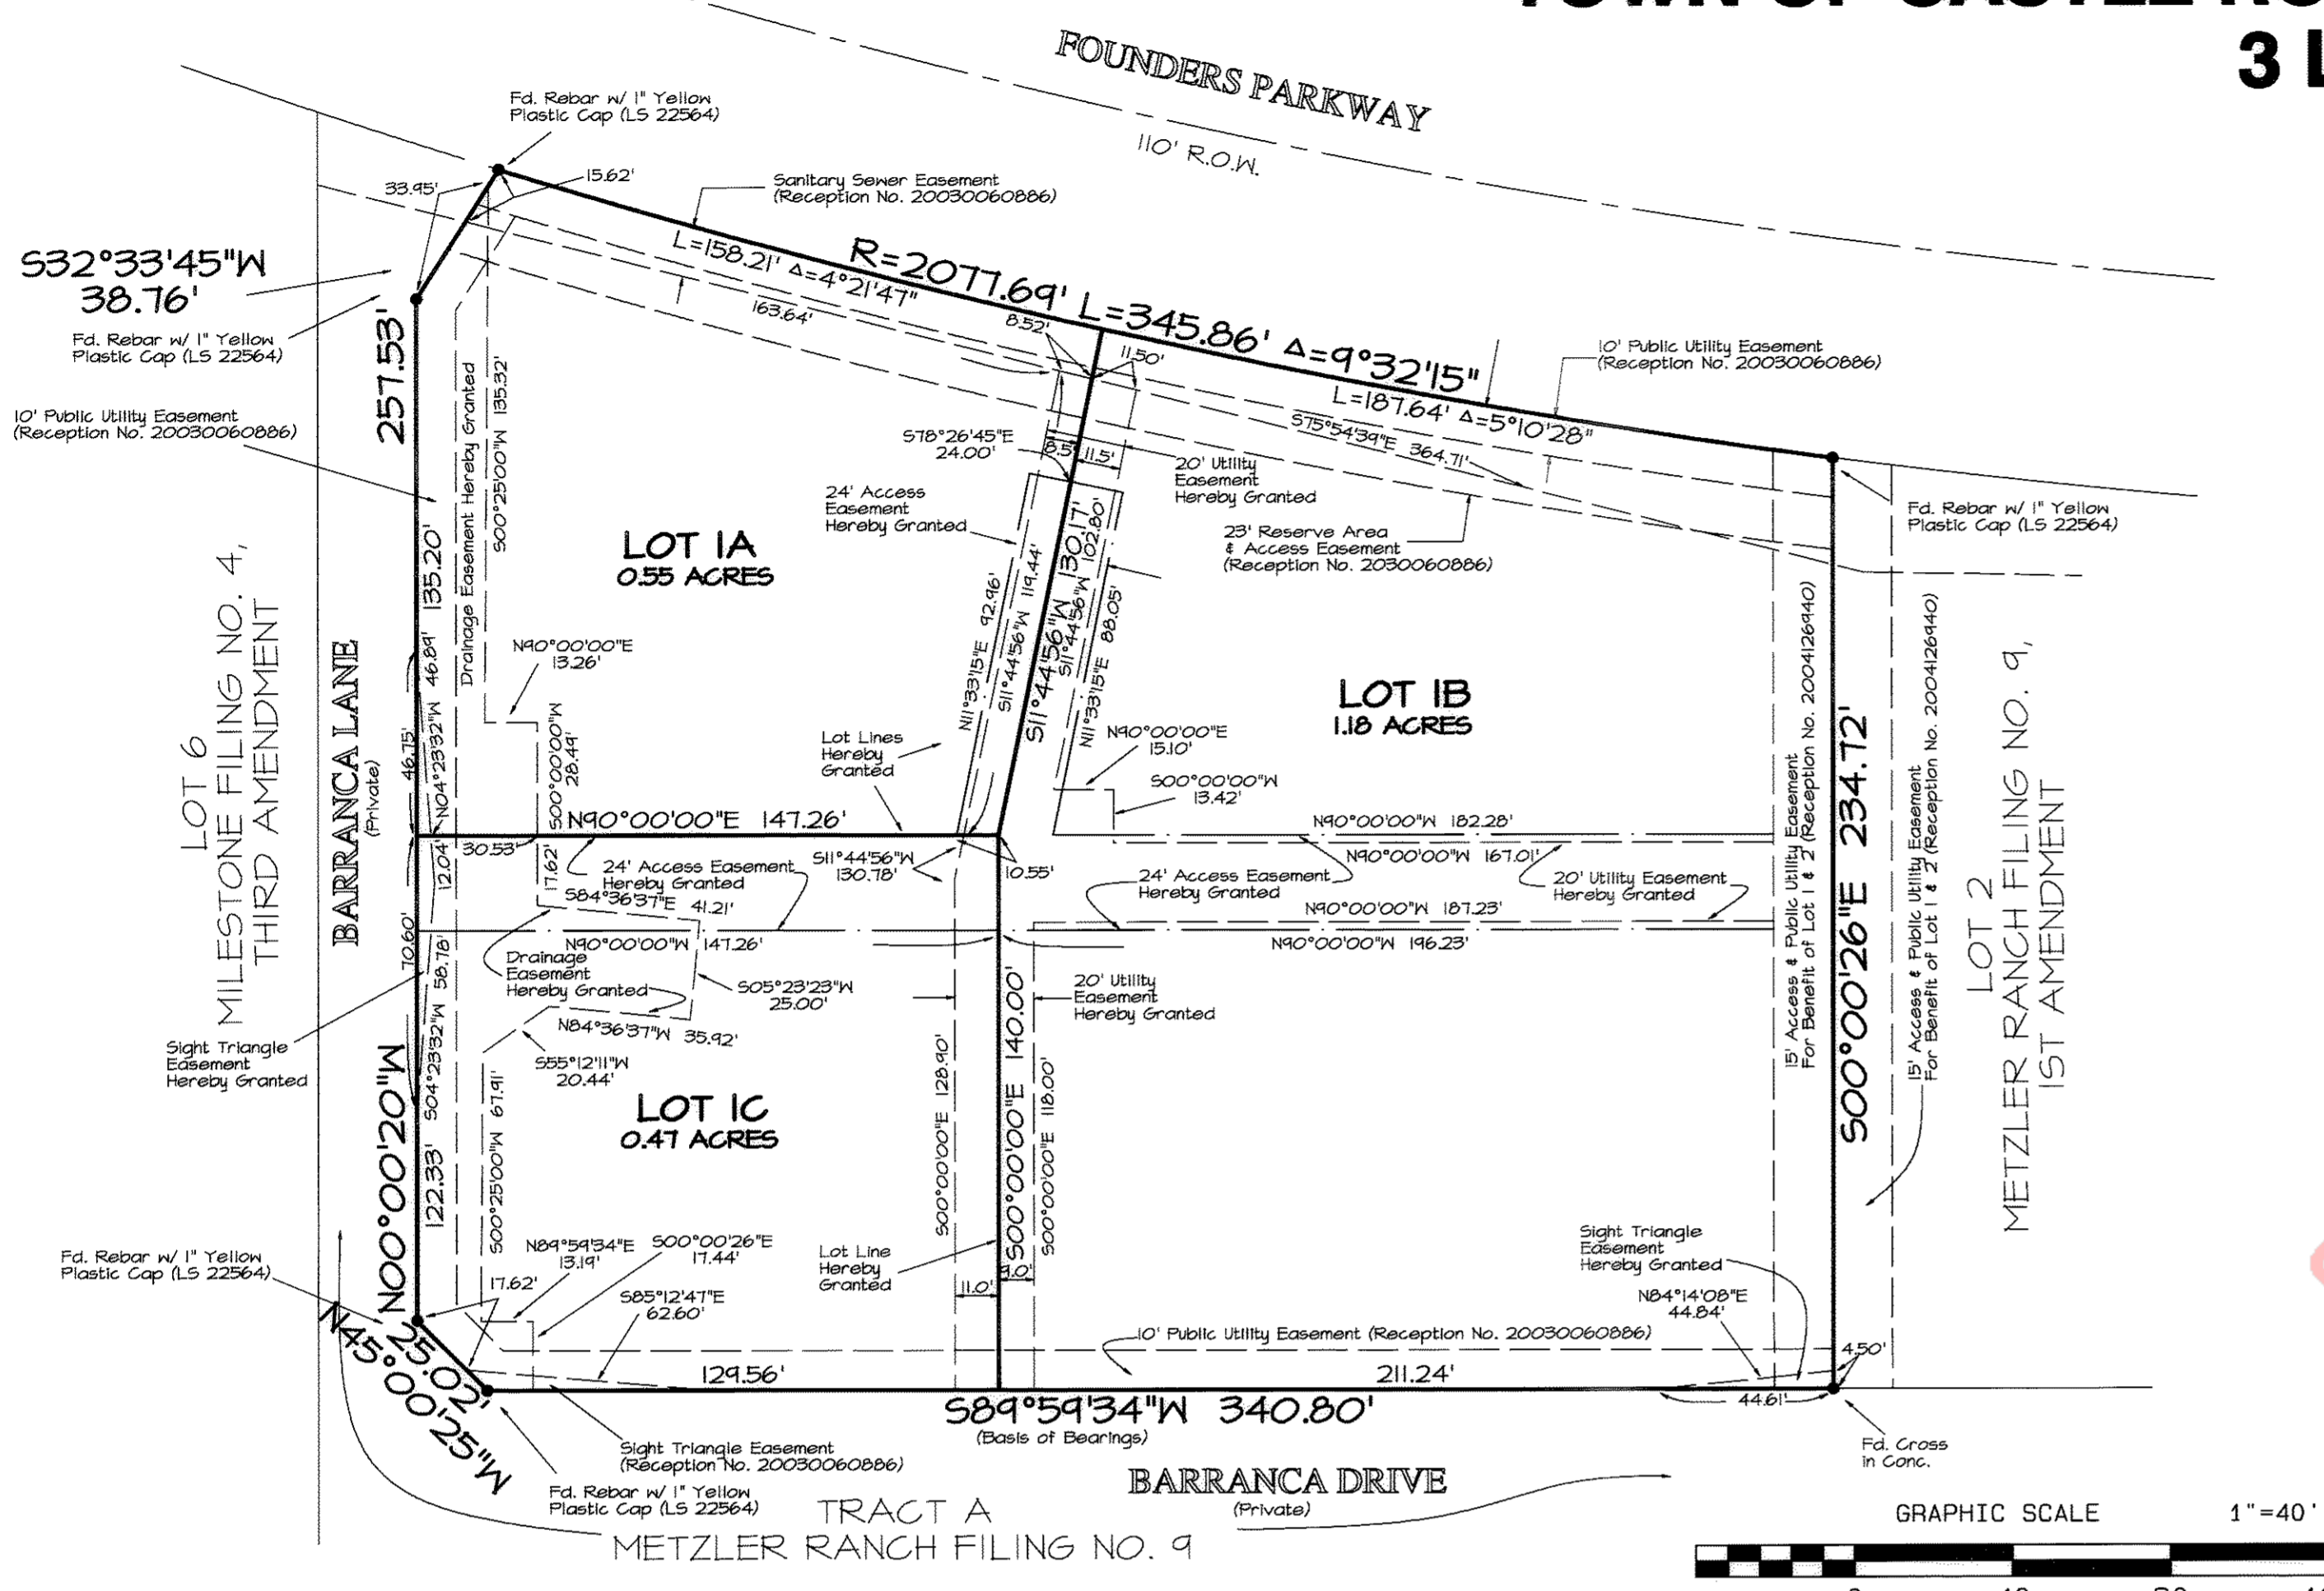 3
FOUNDERS PARKWAY
110' R.O.W.
Fd. Rebar w/ 1" Yellow
Plastic Cap (LS 22564)
33.95'
15.62'
Sanitary Sewer Easement
(Reception No. 20030060886)
S32°33'45"W
38.76'
Fd. Rebar w/ 1" Yellow
Plastic Cap (LS 22564)
R=2077.69' L=345.86' Δ=9°32'15"
L=158.21' Δ=4°21'47"
163.64'
8.52'
11.50'
L=187.64' Δ=5°10'28"
S75°54'39"E 364.71'
10' Public Utility Easement
(Reception No. 20030060886)
10' Public Utility Easement
(Reception No. 20030060886)
257.53'
Drainage Easement Hereby Granted
S00°25'00"W 135.32'
135.20'
S78°26'45"E
24.00'
8.5'
11.5'
20' Utility
Easement
Hereby Granted
24' Access
Easement
Hereby Granted
23' Reserve Area
& Access Easement
(Reception No. 2030060886)
Fd. Rebar w/ 1" Yellow
Plastic Cap (LS 22564)
LOT 1A
0.55 ACRES
LOT 1B
1.18 ACRES
N11°33'15"E 92.96'
S11°44'56"W 119.44'
S11°44'56"W 130.17'
S11°44'56"W 102.80'
N11°33'15"E 88.05'
LOT 6
MILESTONE FILING NO. 4,
THIRD AMENDMENT
BARRANCA LANE
(Private)
46.75'
N04°23'32"W 46.89'
N90°00'00"E
13.26'
S00°00'00"W
28.49'
Lot Lines
Hereby
Granted
N90°00'00"E
15.10'
S00°00'00"W
13.42'
N90°00'00"E 147.26'
N90°00'00"W 182.28'
N90°00'00"W 167.01'
12.04'
30.53'
17.62'
24' Access Easement
Hereby Granted
S11°44'56"W
130.78'
10.55'
24' Access Easement
Hereby Granted
20' Utility Easement
Hereby Granted
S84°36'37"E 41.21'
N90°00'00"W 187.23'
N90°00'00"W 147.26'
N90°00'00"W 196.23'
70.60'
S04°23'32"W 58.78'
Drainage
Easement
Hereby Granted
S05°23'23"W
25.00'
20' Utility
Easement
Hereby Granted
N84°36'37"W 35.92'
S55°12'11"W
20.44'
Sight Triangle
Easement
Hereby Granted
15' Access & Public Utility Easement
For Benefit of Lot 1 & 2 (Reception No. 2004126940)
S00°00'26"E 234.72'
15' Access & Public Utility Easement
For Benefit of Lot 1 & 2 (Reception No. 2004126940)
LOT 2
METZLER RANCH FILING NO. 9,
1ST AMENDMENT
LOT 1C
0.47 ACRES
N00°00'20"W
122.33'
S00°25'00"W 67.91'
S00°00'00"E 128.90'
S00°00'00"E 140.00'
S00°00'00"E 118.00'
Fd. Rebar w/ 1" Yellow
Plastic Cap (LS 22564)
N89°59'34"E
13.19'
S00°00'26"E
17.44'
17.62'
S85°12'47"E
62.60'
Lot Line
Hereby
Granted
11.0'
9.0'
Sight Triangle
Easement
Hereby Granted
N84°14'08"E
44.84'
10' Public Utility Easement (Reception No. 20030060886)
4.50'
25.02'
N45°00'25"W
129.56'
211.24'
44.61'
S89°59'34"W 340.80'
(Basis of Bearings)
Sight Triangle Easement
(Reception No. 20030060886)
Fd. Rebar w/ 1" Yellow
Plastic Cap (LS 22564)
Fd. Cross
in Conc.
BARRANCA DRIVE
(Private)
TRACT A
METZLER RANCH FILING NO. 9
GRAPHIC SCALE 1"=40'